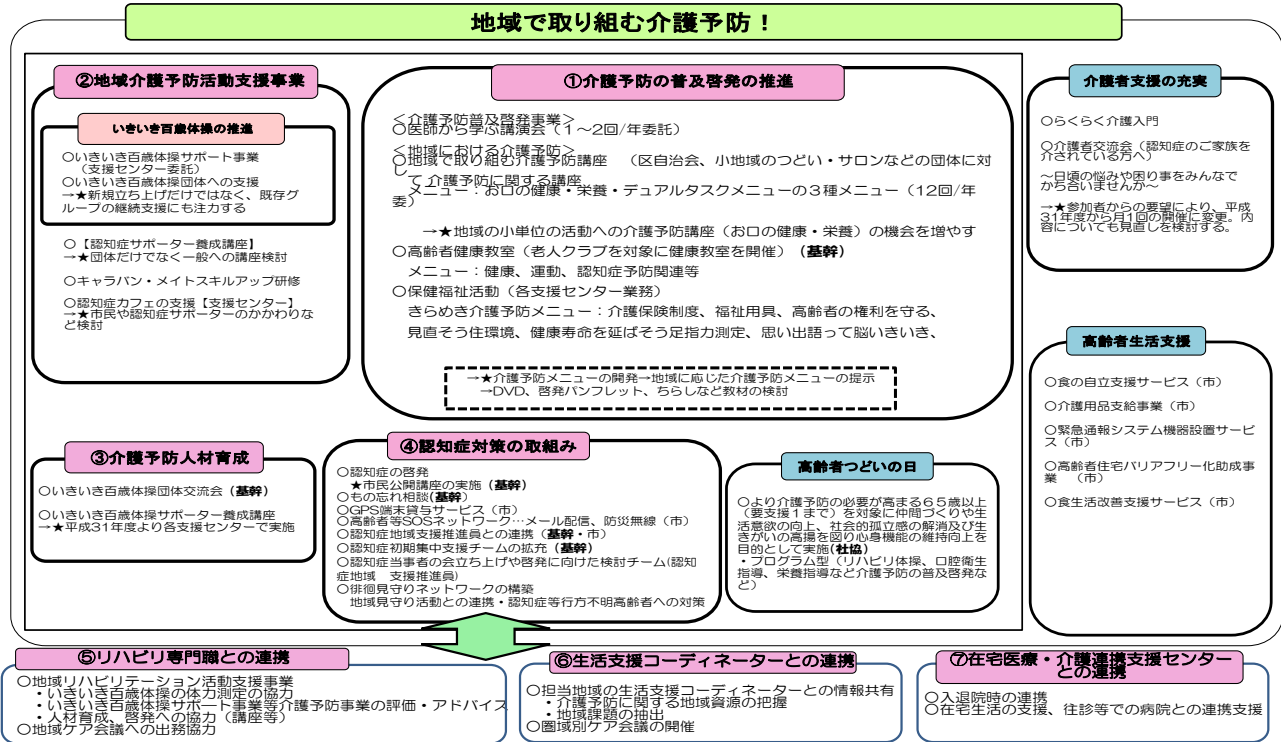 地域で取り組む介護予防！
②地域介護予防活動支援事業
いきいき百歳体操の推進
○いきいき百歳体操サポート事業
（支援センター委託）
○いきいき百歳体操団体への支援
→★新規立ち上げだけではなく、既存グ
ループの継続支援にも注力する
○【認知症サポーター養成講座】
→★団体だけでなく一般への講座検討
○キャラバン・メイトスキルアップ研修
○認知症カフェの支援【支援センター】
→★市民や認知症サポーターのかかわりな
ど検討
①介護予防の普及啓発の推進
＜介護予防普及啓発事業＞
○医師から学ぶ講演会（１～２回/年委託）
＜地域における介護予防＞
○地域で取り組む介護予防講座　（区自治会、小地域のつどい・サロンなどの団体に対
して 介護予防に関する講座
メニュー：お口の健康・栄養・デュアルタスクメニューの３種メニュー（12回/年
委）
→★地域の小単位の活動への介護予防講座（お口の健康・栄養）の機会を増やす
○高齢者健康教室（老人クラブを対象に健康教室を開催）（基幹）
メニュー：健康、運動、認知症予防関連等
○保健福祉活動（各支援センター業務）
きらめき介護予防メニュー：介護保険制度、福祉用具、高齢者の権利を守る、
見直そう住環境、健康寿命を延ばそう足指力測定、思い出語って脳いきいき、
→★介護予防メニューの開発→地域に応じた介護予防メニューの提示
→DVD、啓発パンフレット、ちらしなど教材の検討
介護者支援の充実
○らくらく介護入門
○介護者交流会（認知症のご家族を
介されている方へ）
～日頃の悩みや困り事をみんなで
かち合いませんか～
→★参加者からの要望により、平成
31年度から月1回の開催に変更。内
容についても見直しを検討する。
高齢者生活支援
○食の自立支援サービス（市）
○介護用品支給事業（市）
○緊急通報システム機器設置サービ
ス（市）
○高齢者住宅バリアフリー化助成事
業　（市）
○食生活改善支援サービス（市）
③介護予防人材育成
○いきいき百歳体操団体交流会（基幹）
○いきいき百歳体操サポーター養成講座
→★平成31年度より各支援センターで実施
④認知症対策の取組み
○認知症の啓発
★市民公開講座の実施（基幹）
○もの忘れ相談(基幹）
○GPS端末貸与サービス（市）
○高齢者等SOSネットワーク…メール配信、防災無線（市）
○認知症地域支援推進員との連携（基幹・市）
○認知症初期集中支援チームの拡充（基幹）
○認知症当事者の会立ち上げや啓発に向けた検討チーム(認知
症地域　支援推進員)
○徘徊見守りネットワークの構築
地域見守り活動との連携・認知症等行方不明高齢者への対策
高齢者つどいの日
○より介護予防の必要が高まる６５歳以上
（要支援１まで）を対象に仲間づくりや生
活意欲の向上、社会的孤立感の解消及び生
きがいの高揚を図り心身機能の維持向上を
目的として実施(社協）
・プログラム型（リハビリ体操、口腔衛生
指導、栄養指導など介護予防の普及啓発な
ど）
⑤リハビリ専門職との連携
○地域リハビリテーション活動支援事業
・いきいき百歳体操の体力測定の協力
・いきいき百歳体操サポート事業等介護予防事業の評価・アドバイス
・人材育成、啓発への協力（講座等）
○地域ケア会議への出務協力
⑥生活支援コーディネーターとの連携
○担当地域の生活支援コーディネーターとの情報共有
・介護予防に関する地域資源の把握
・地域課題の抽出
○圏域別ケア会議の開催
⑦在宅医療・介護連携支援センター
との連携
○入退院時の連携
○在宅生活の支援、往診等での病院との連携支援